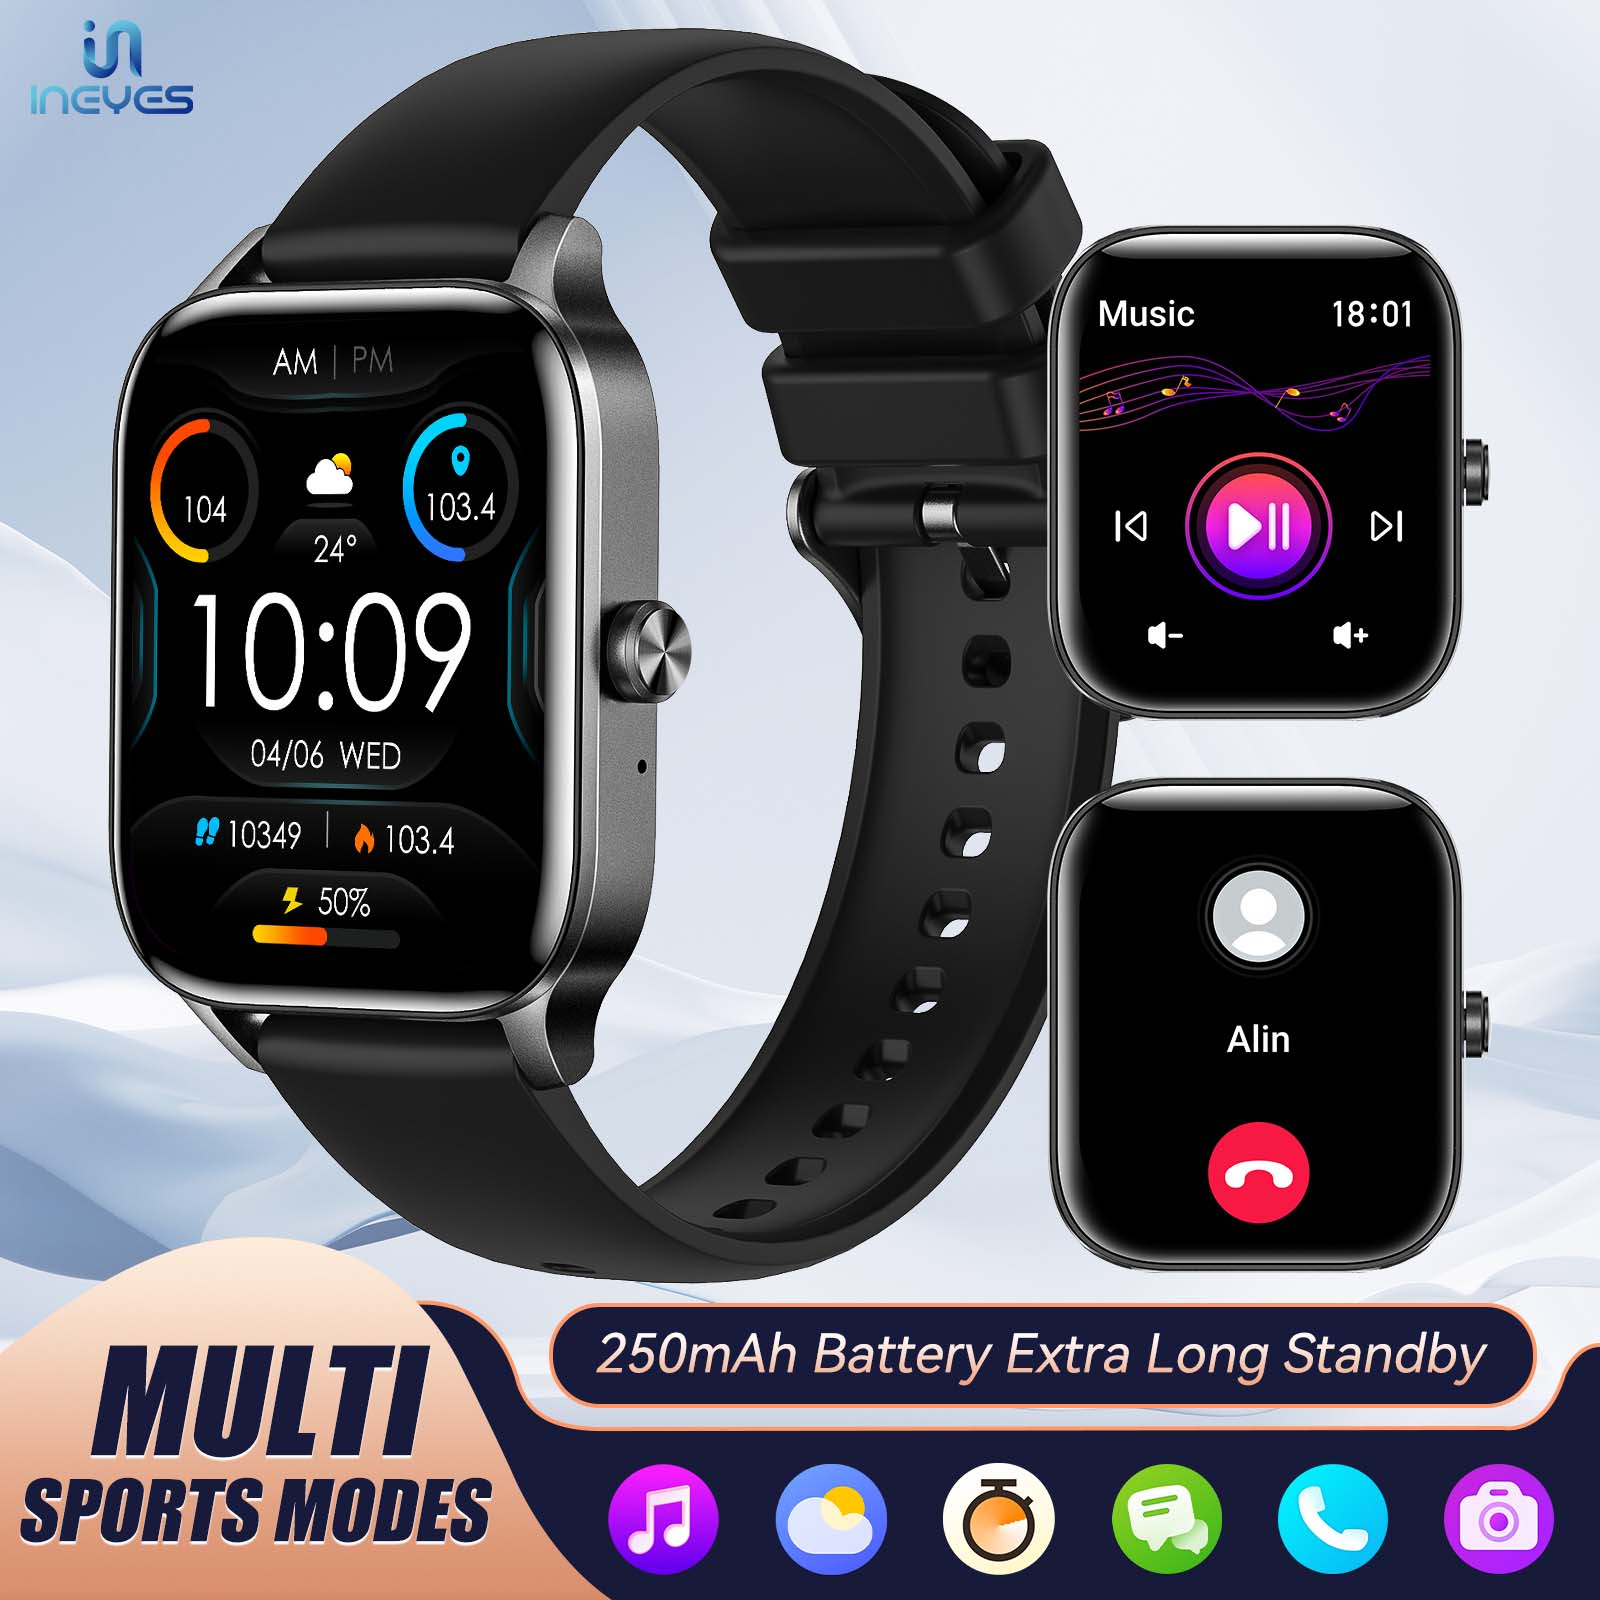 INEYES
AM | PM
104
103.4
24°
10:09
04/06 WED
10349 | 103.4
50%
Music 18:01
Alin
250mAh Battery Extra Long Standby
MULTI
SPORTS MODES